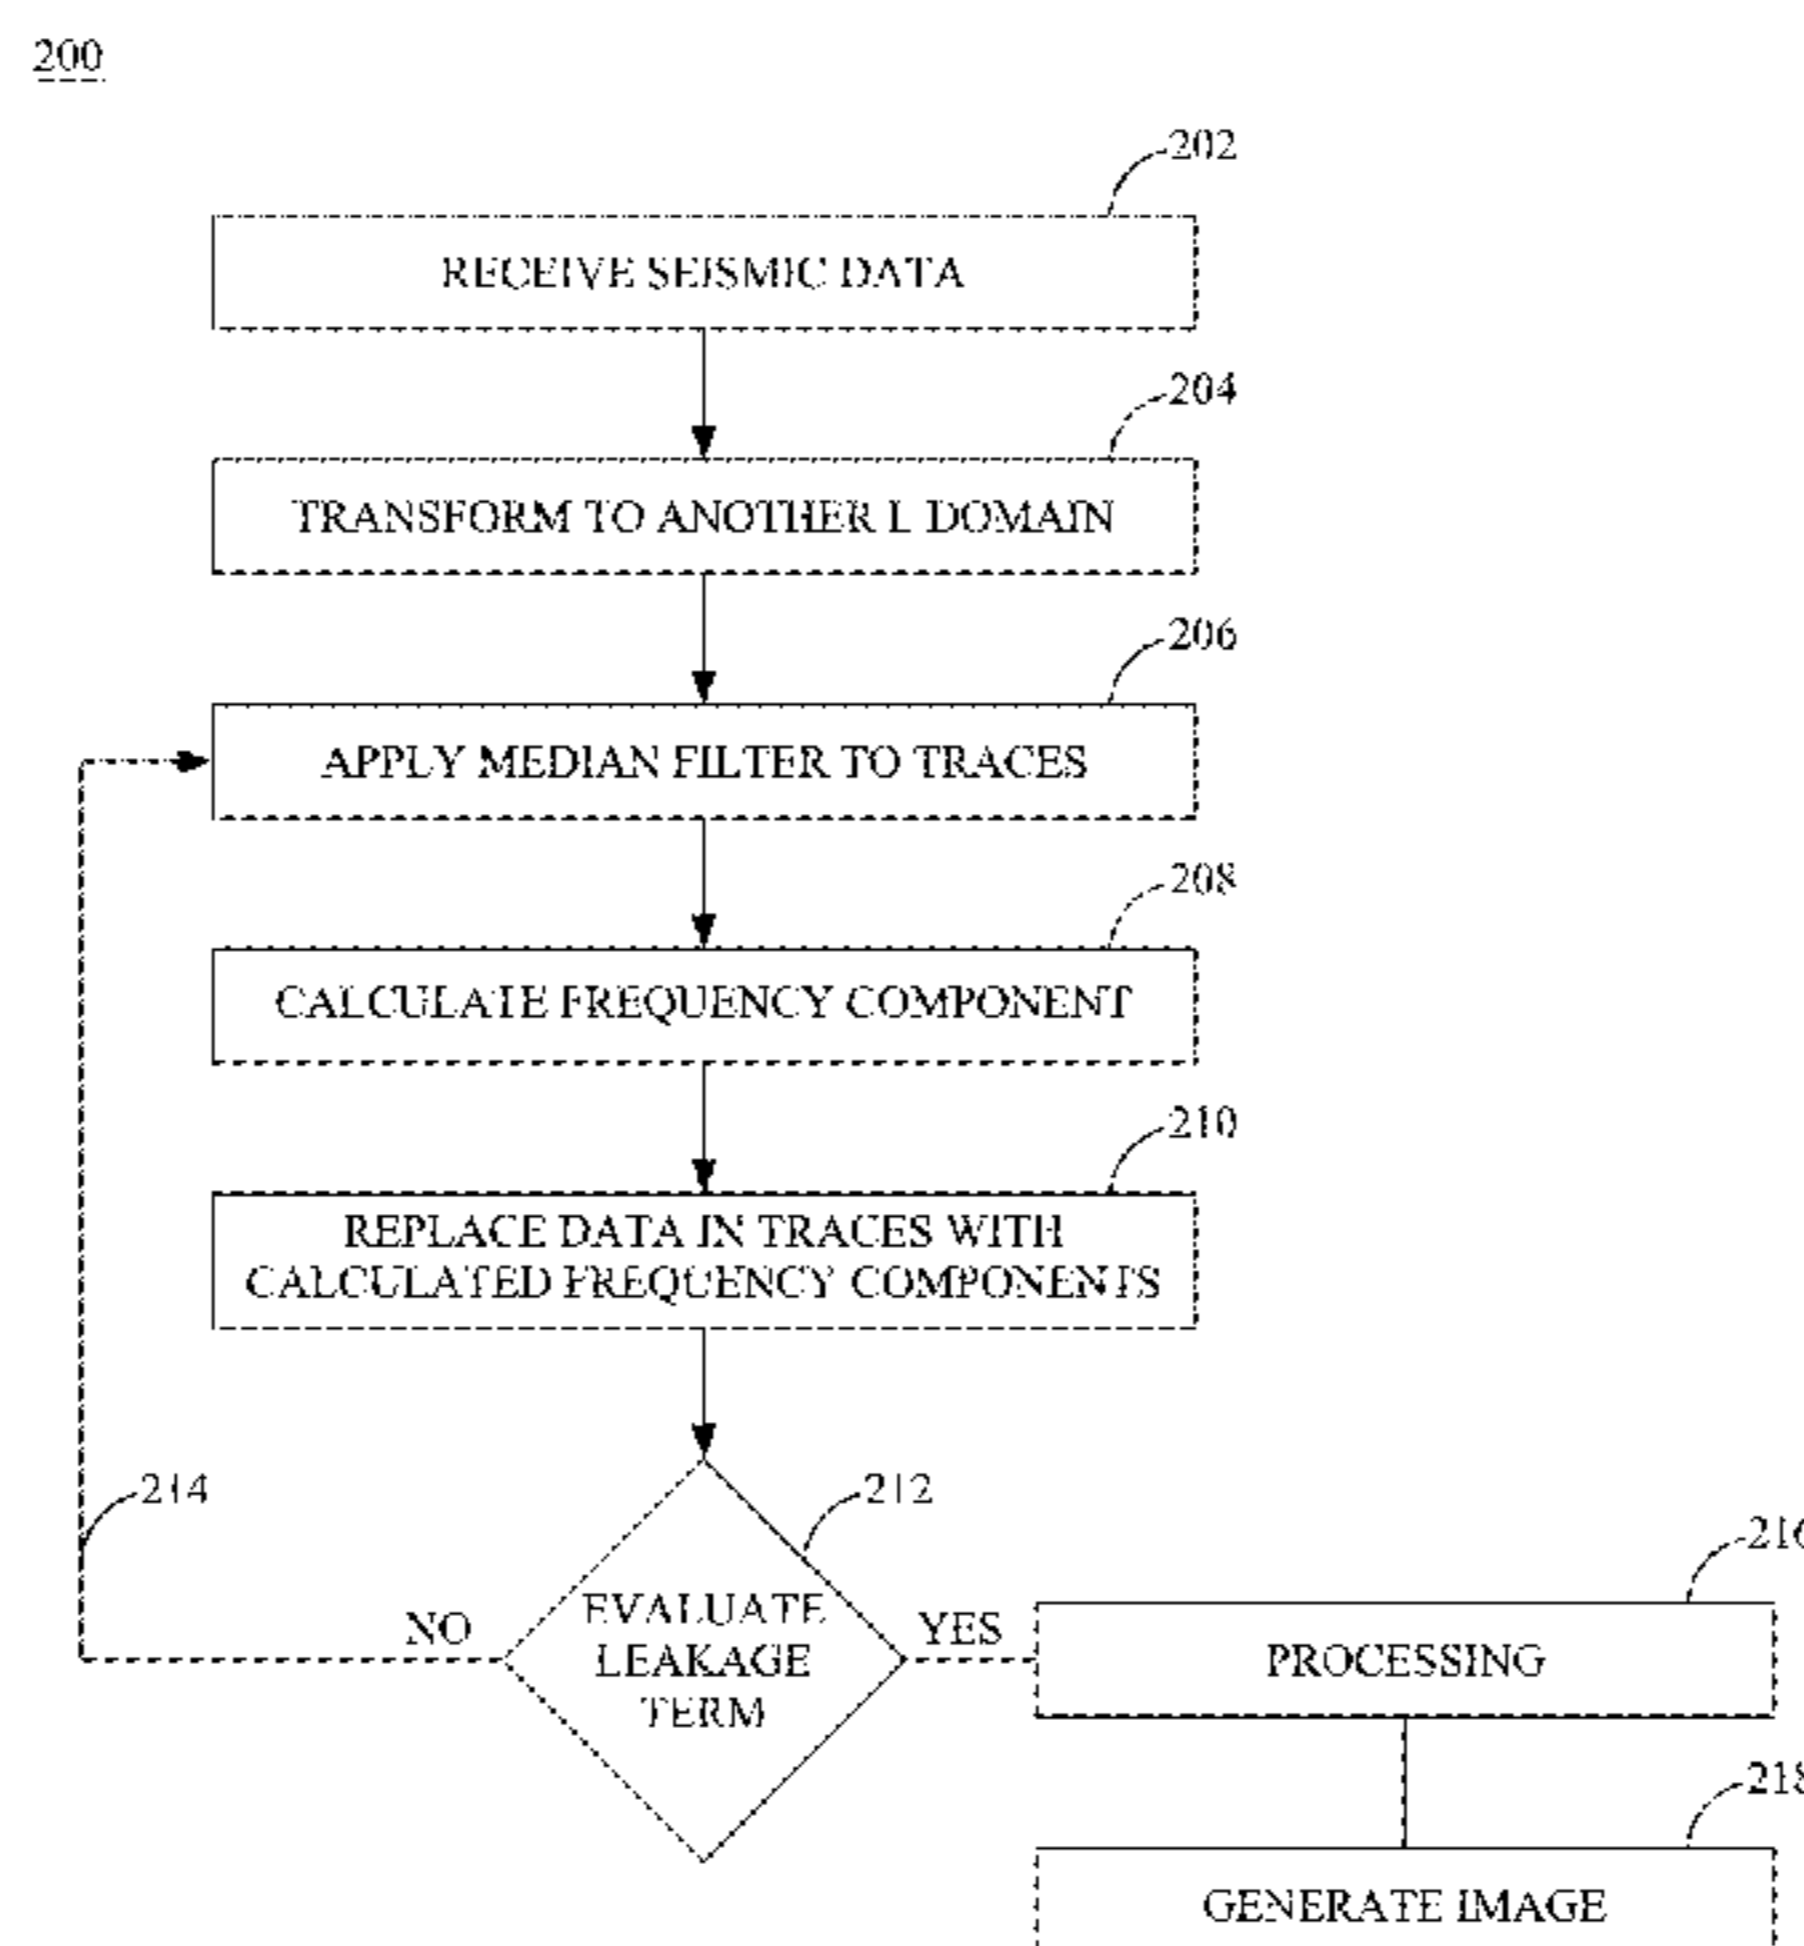 200
202
RECEIVE SEISMIC DATA
204
TRANSFORM TO ANOTHER L DOMAIN
206
APPLY MEDIAN FILTER TO TRACES
208
CALCULATE FREQUENCY COMPONENT
210
REPLACE DATA IN TRACES WITH
CALCULATED FREQUENCY COMPONENTS
214
212
NO
EVALUATE
LEAKAGE
TERM
YES
216
PROCESSING
218
GENERATE IMAGE